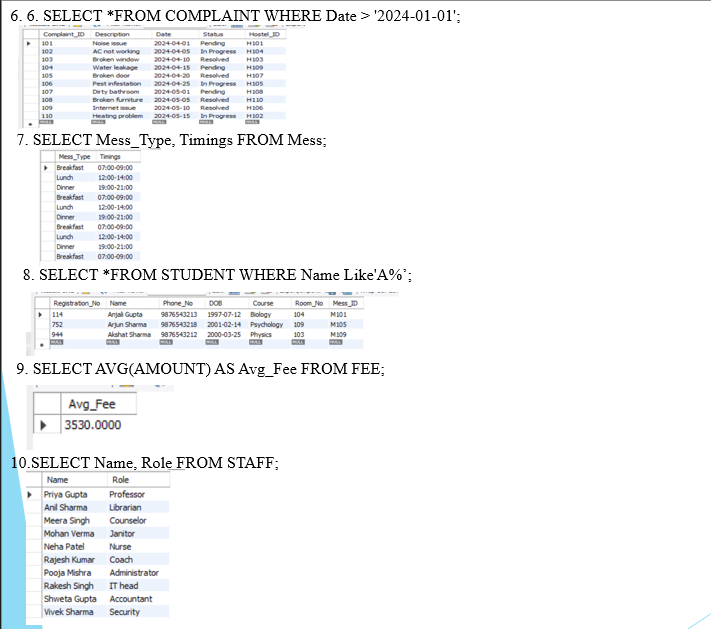 6. 6. SELECT *FROM COMPLAINT WHERE Date > '2024-01-01';
Complaint_ID Description Date Status Hostel_ID
101 Noise issue 2024-04-01 Pending H101
102 AC not working 2024-04-05 In Progress H104
103 Broken window 2024-04-10 Resolved H103
104 Water leakage 2024-04-15 Pending H109
105 Broken door 2024-04-20 Resolved H107
106 Pest infestation 2024-04-25 In Progress H105
107 Dirty bathroom 2024-05-01 Pending H108
108 Broken furniture 2024-05-05 Resolved H110
109 Internet issue 2024-05-10 Resolved H106
110 Heating problem 2024-05-15 In Progress H102
NULL NULL NULL NULL NULL
7. SELECT Mess_Type, Timings FROM Mess;
Mess_Type Timings
Breakfast 07:00-09:00
Lunch 12:00-14:00
Dinner 19:00-21:00
Breakfast 07:00-09:00
Lunch 12:00-14:00
Dinner 19:00-21:00
Breakfast 07:00-09:00
Lunch 12:00-14:00
Dinner 19:00-21:00
Breakfast 07:00-09:00
8. SELECT *FROM STUDENT WHERE Name Like'A%’;
Registration_No Name Phone_No DOB Course Room_No Mess_ID
114 Anjali Gupta 9876543213 1997-07-12 Biology 104 M101
752 Arjun Sharma 9876543218 2001-02-14 Psychology 109 M105
944 Akshat Sharma 9876543212 2000-03-25 Physics 103 M109
NULL NULL NULL NULL NULL NULL NULL
9. SELECT AVG(AMOUNT) AS Avg_Fee FROM FEE;
Avg_Fee
3530.0000
10.SELECT Name, Role FROM STAFF;
Name Role
Priya Gupta Professor
Anil Sharma Librarian
Meera Singh Counselor
Mohan Verma Janitor
Neha Patel Nurse
Rajesh Kumar Coach
Pooja Mishra Administrator
Rakesh Singh IT head
Shweta Gupta Accountant
Vivek Sharma Security